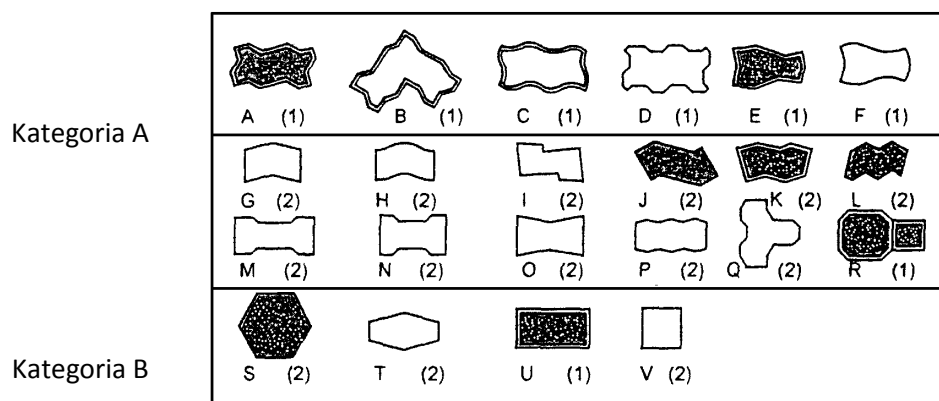 A (1) B (1) C (1) D (1) E (1) F (1)
Kategoria A
G (2) H (2) I (2) J (2) K (2) L (2)
M (2) N (2) O (2) P (2) Q (2) R (1)
S (2) T (2) U (1) V (2)
Kategoria B